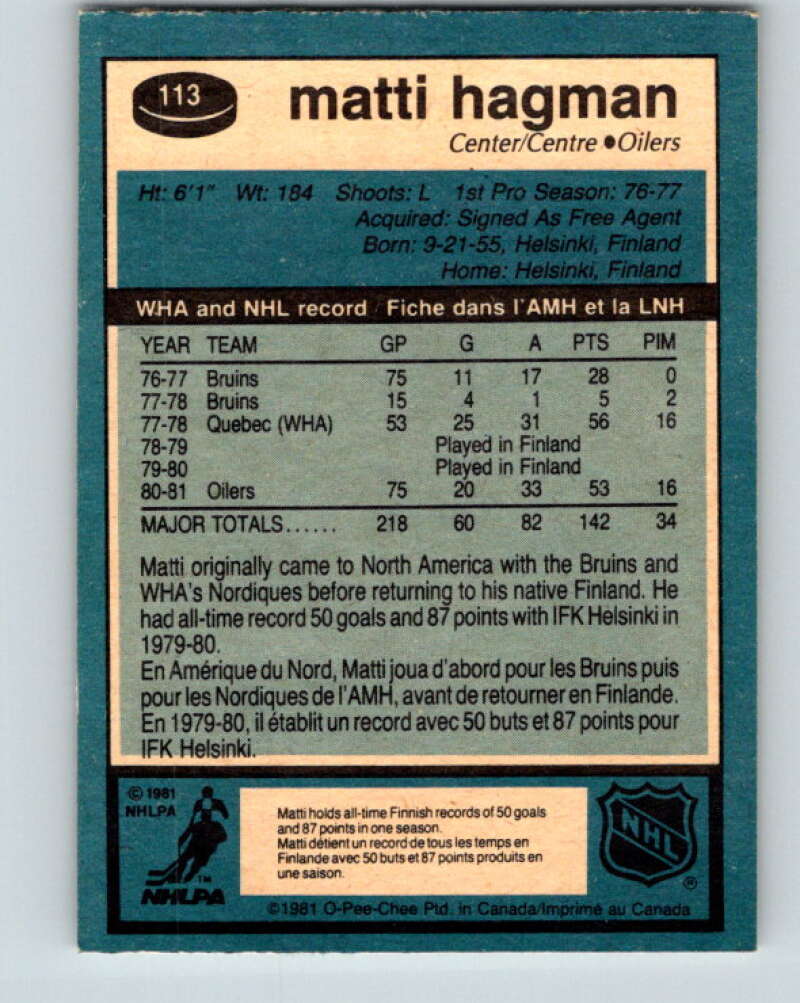 113
matti hagman
Center/Centre ●Oilers
Ht: 6'1" Wt: 184 Shoots: L 1st Pro Season: 76-77
Acquired: Signed As Free Agent
Born: 9-21-55, Helsinki, Finland
Home: Helsinki, Finland
WHA and NHL record Fiche dans l'AMH et la LNH
YEAR TEAM GP G A PTS PIM
76-77 Bruins 75 11 17 28 0
77-78 Bruins 15 4 1 5 2
77-78 Quebec (WHA) 53 25 31 56 16
78-79 Played in Finland
79-80 Played in Finland
80-81 Oilers 75 20 33 53 16
MAJOR TOTALS...... 218 60 82 142 34
Matti originally came to North America with the Bruins and
WHA's Nordiques before returning to his native Finland. He
had all-time record 50 goals and 87 points with IFK Helsinki in
1979-80.
En Amérique du Nord, Matti joua d'abord pour les Bruins puis
pour les Nordiques de l'AMH, avant de retourner en Finlande.
En 1979-80, il établit un record avec 50 buts et 87 points pour
IFK Helsinki.
© 1981
NHLPA
TM
NHLPA
Matti holds all-time Finnish records of 50 goals
and 87 points in one season.
Matti détient un record de tous les temps en
Finlande avec 50 buts et 87 points produits en
une saison.
NHL
®
©1981 O-Pee-Chee Ptd. in Canada/Imprimé au Canada